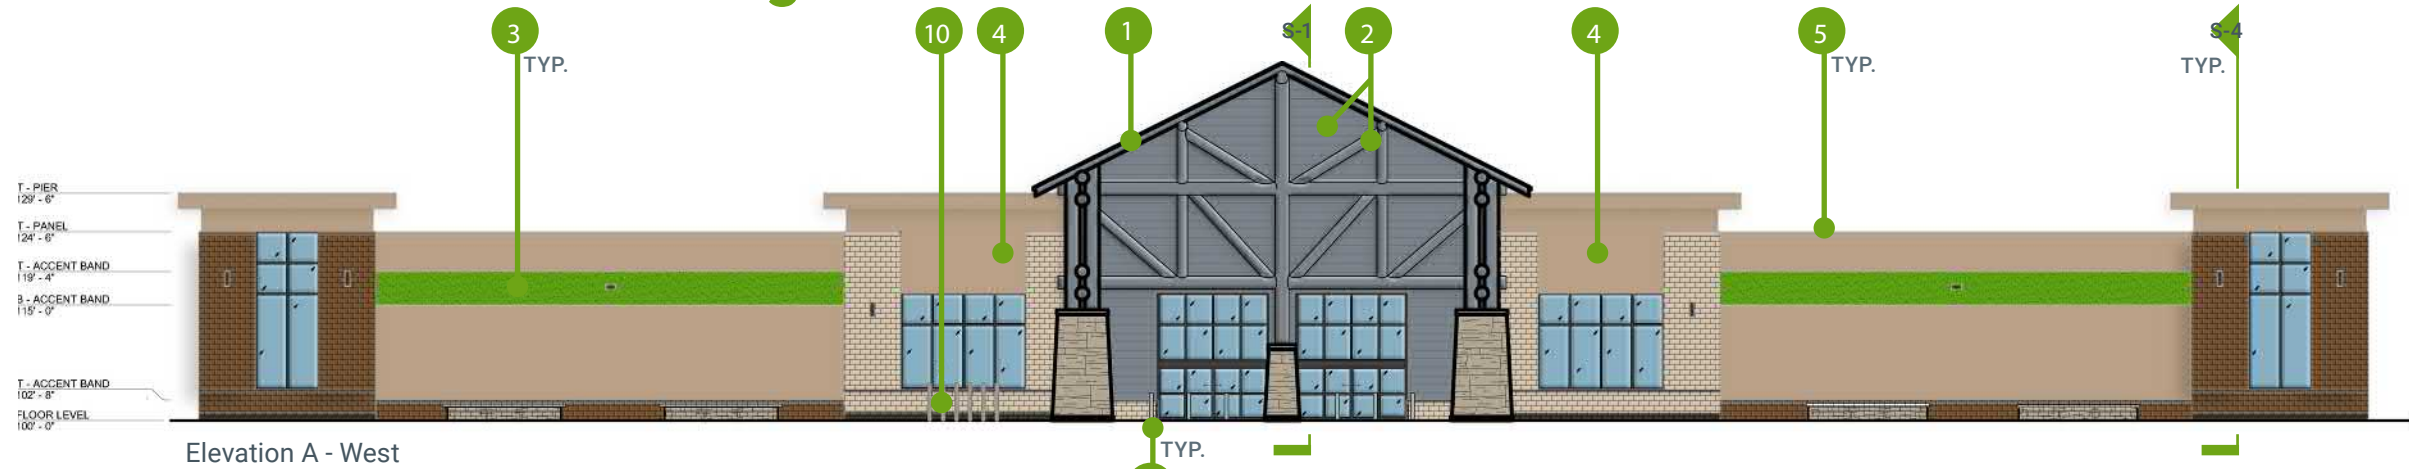 3
TYP.
10
4
1
S-1
2
4
5
TYP.
S-4
TYP.
T - PIER
129' - 6"
T - PANEL
124' - 6"
T - ACCENT BAND
119' - 4"
B - ACCENT BAND
115' - 0"
T - ACCENT BAND
102' - 8"
FLOOR LEVEL
100' - 0"
Elevation A - West
TYP.